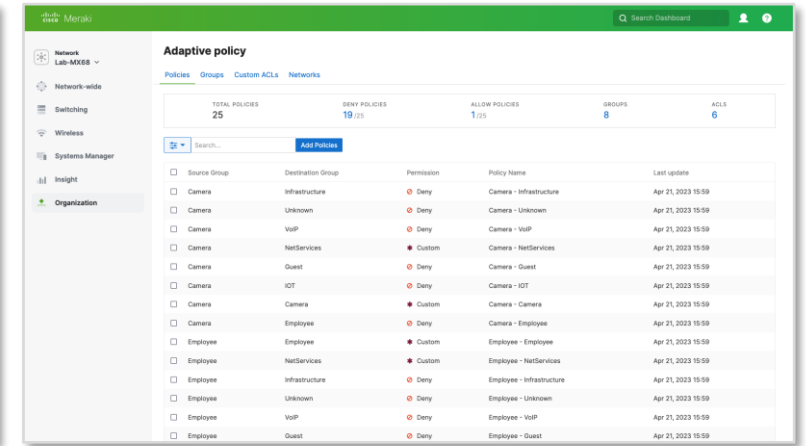 CISCO Meraki
Search Dashboard
Network
Lab-MX68
Network-wide
Switching
Wireless
Systems Manager
Insight
Organization
Adaptive policy
Policies Groups Custom ACLs Networks
TOTAL POLICIES DENY POLICIES ALLOW POLICIES GROUPS ACLS
25 19 /25 1 /25 8 6
Search... Add Policies
Source Group Destination Group Permission Policy Name Last update
Camera Infrastructure Deny Camera - Infrastructure Apr 21, 2023 15:59
Camera Unknown Deny Camera - Unknown Apr 21, 2023 15:59
Camera VoIP Deny Camera - VoIP Apr 21, 2023 15:59
Camera NetServices Custom Camera - NetServices Apr 21, 2023 15:59
Camera Guest Deny Camera - Guest Apr 21, 2023 15:59
Camera IOT Deny Camera - IOT Apr 21, 2023 15:59
Camera Camera Custom Camera - Camera Apr 21, 2023 15:59
Camera Employee Deny Camera - Employee Apr 21, 2023 15:59
Employee Employee Custom Employee - Employee Apr 21, 2023 15:59
Employee NetServices Custom Employee - NetServices Apr 21, 2023 15:59
Employee Infrastructure Deny Employee - Infrastructure Apr 21, 2023 15:59
Employee Unknown Deny Employee - Unknown Apr 21, 2023 15:59
Employee VoIP Deny Employee - VoIP Apr 21, 2023 15:59
Employee Guest Deny Employee - Guest Apr 21, 2023 15:59